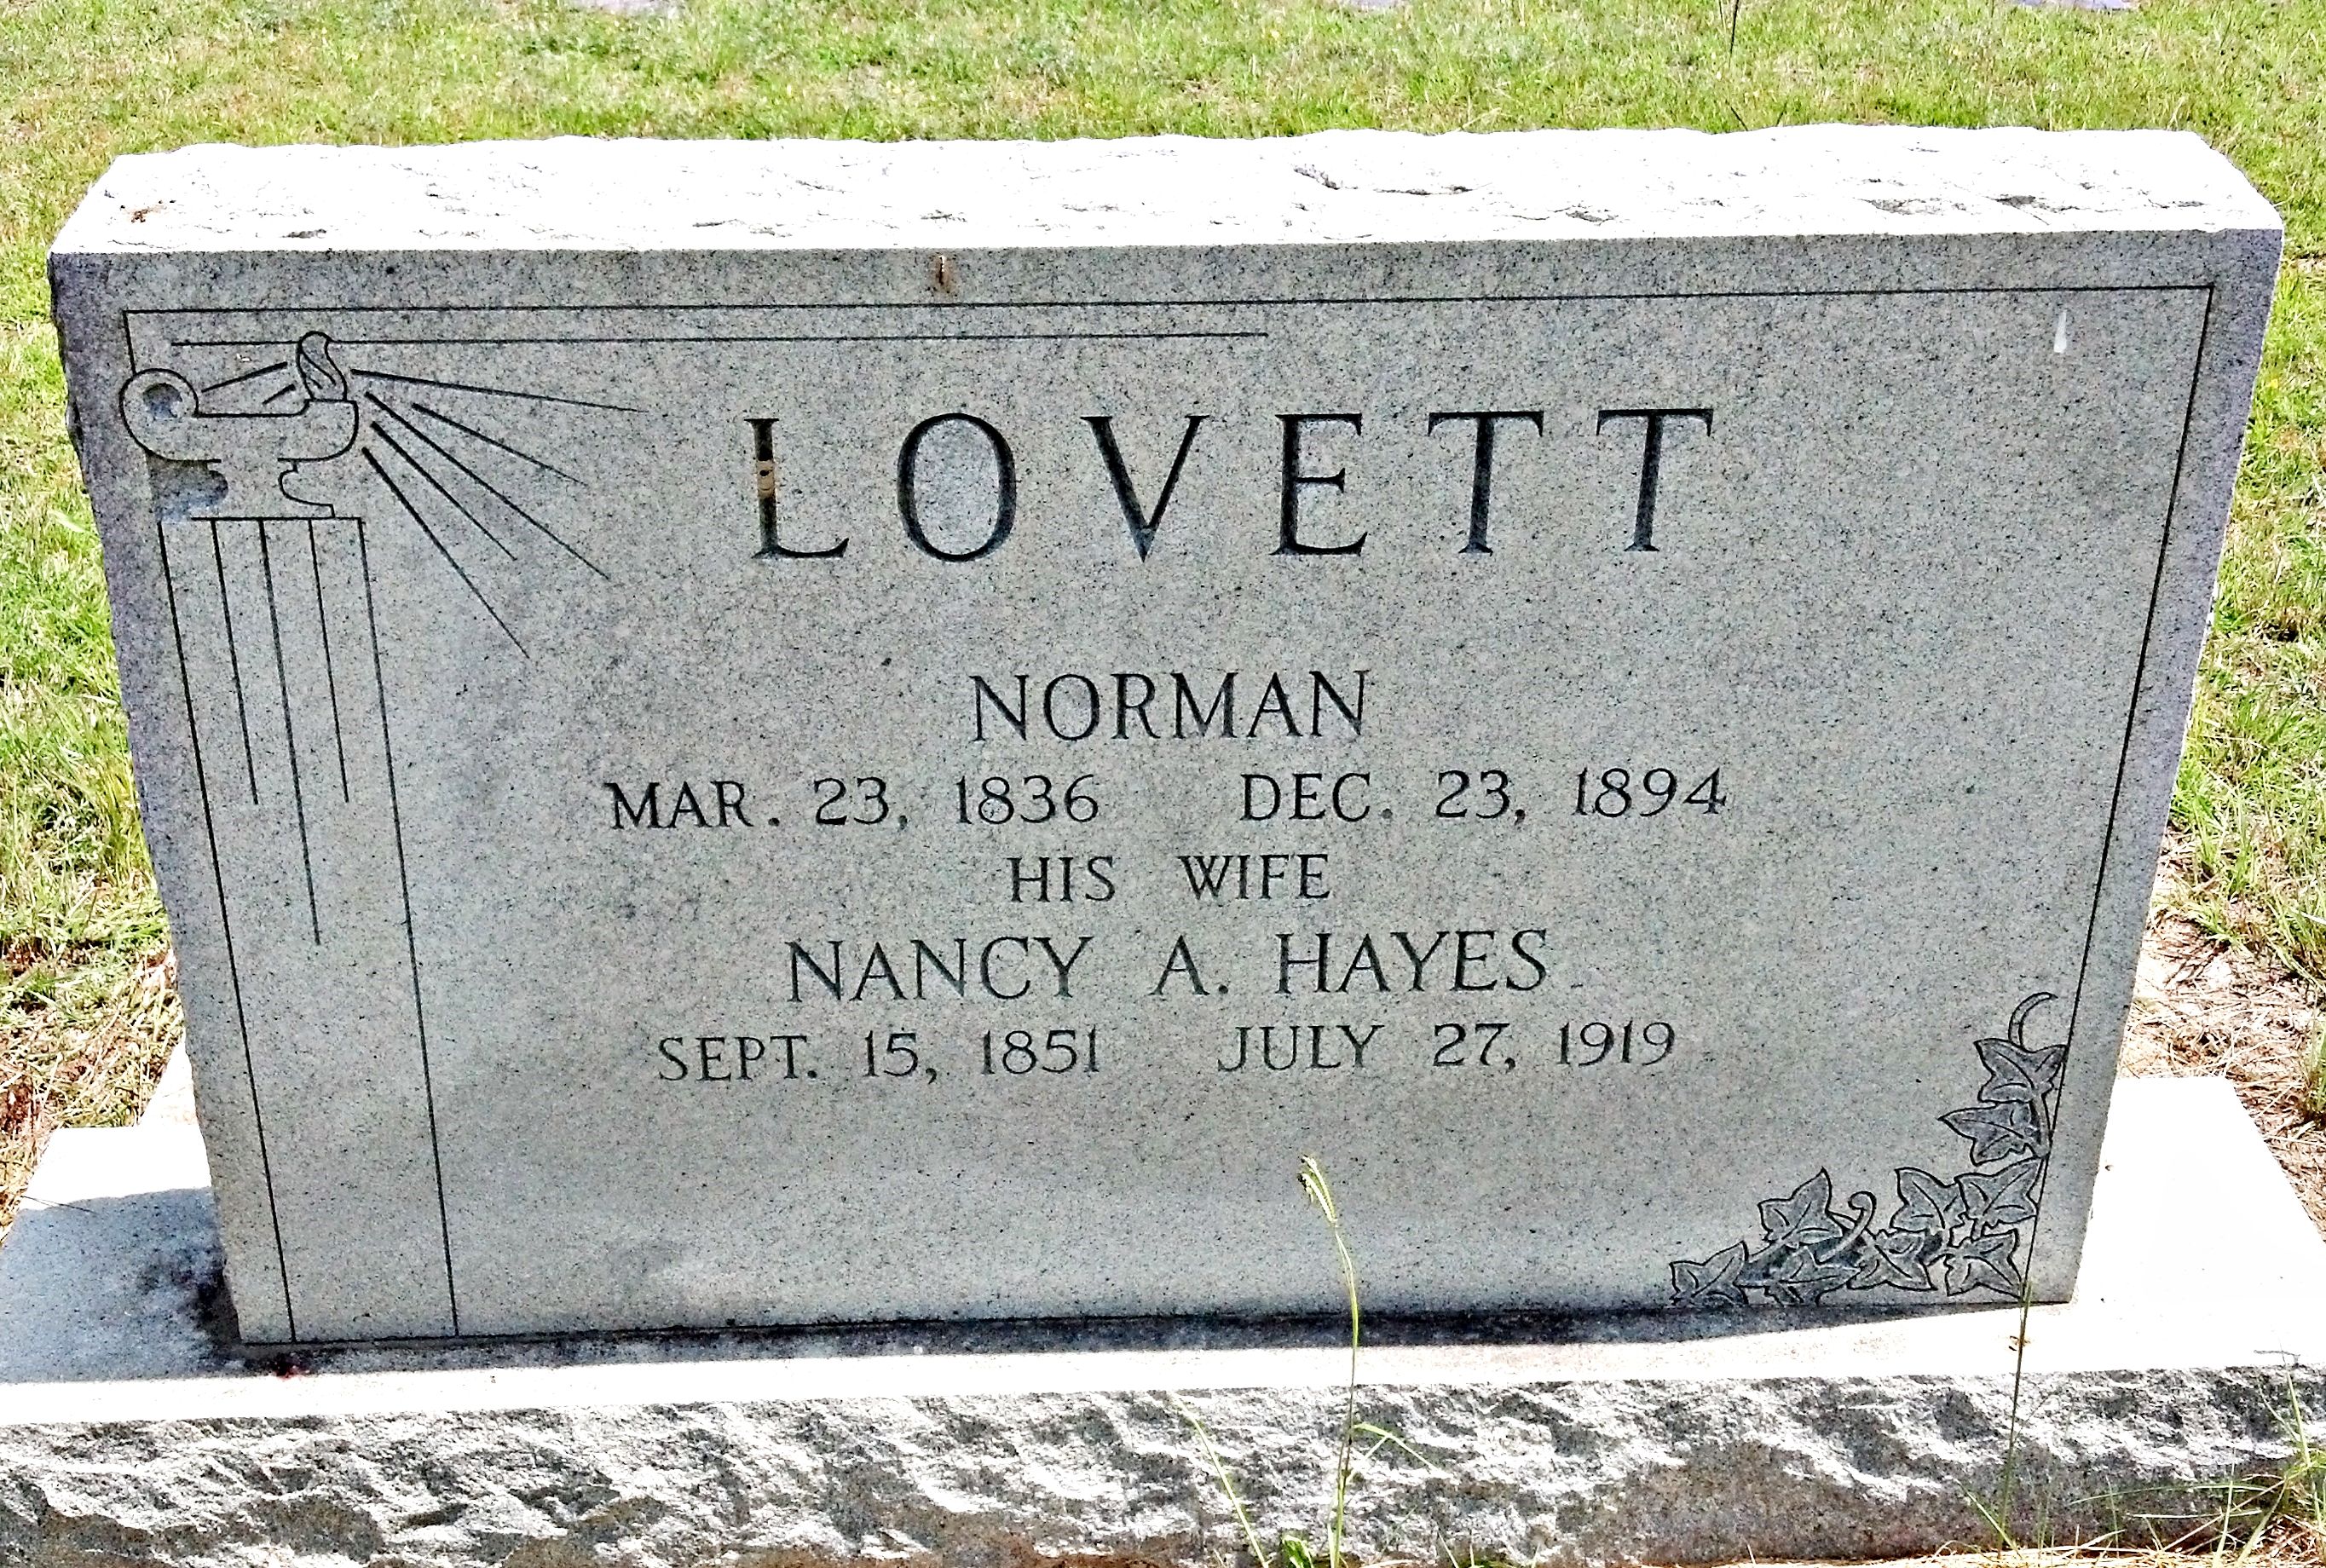 LOVETT
NORMAN
MAR. 23, 1836 DEC. 23, 1894
HIS WIFE
NANCY A. HAYES
SEPT. 15, 1851 JULY 27, 1919